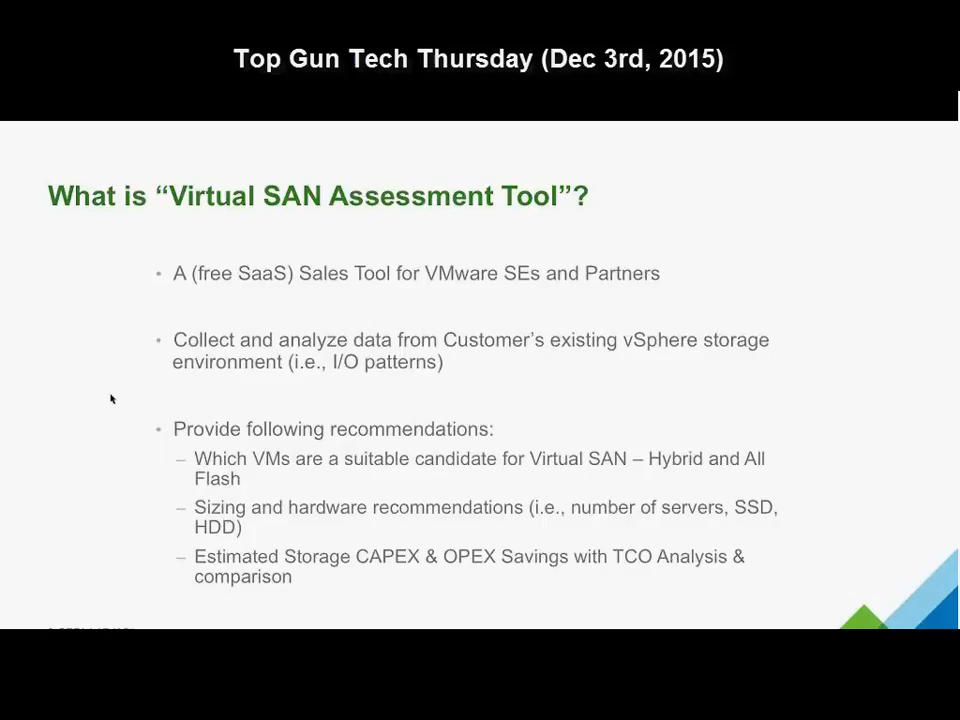 Top Gun Tech Thursday (Dec 3rd, 2015)
What is “Virtual SAN Assessment Tool”?
• A (free SaaS) Sales Tool for VMware SEs and Partners
• Collect and analyze data from Customer’s existing vSphere storage
environment (i.e., I/O patterns)
• Provide following recommendations:
– Which VMs are a suitable candidate for Virtual SAN – Hybrid and All
Flash
– Sizing and hardware recommendations (i.e., number of servers, SSD,
HDD)
– Estimated Storage CAPEX & OPEX Savings with TCO Analysis &
comparison